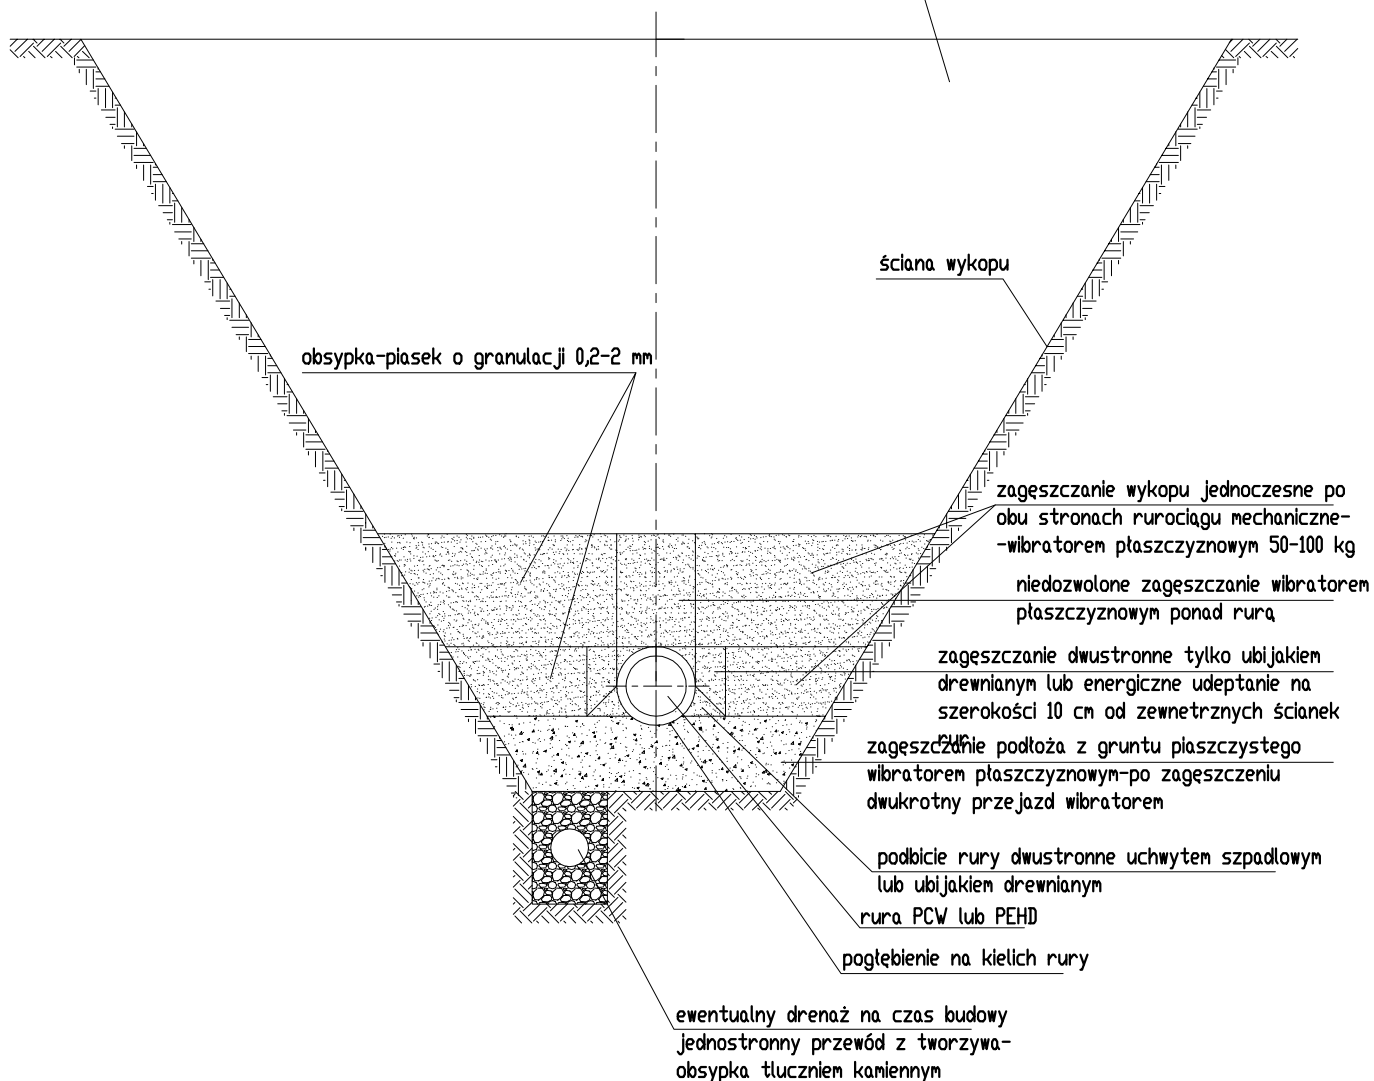 ściana wykopu
obsypka-piasek o granulacji 0,2-2 mm
zagęszczanie wykopu jednoczesne po
obu stronach rurociągu mechaniczne-
-wibratorem płaszczyznowym 50-100 kg
niedozwolone zagęszczanie wibratorem
płaszczyznowym ponad rurą
zagęszczanie dwustronne tylko ubijakiem
drewnianym lub energiczne udeptanie na
szerokości 10 cm od zewnetrznych ścianek
rur
zagęszczanie podłoża z gruntu piaszczystego
wibratorem płaszczyznowym-po zagęszczeniu
dwukrotny przejazd wibratorem
podbicie rury dwustronne uchwytem szpadlowym
lub ubijakiem drewnianym
rura PCW lub PEHD
pogłębienie na kielich rury
ewentualny drenaż na czas budowy
jednostronny przewód z tworzywa-
obsypka tluczniem kamiennym